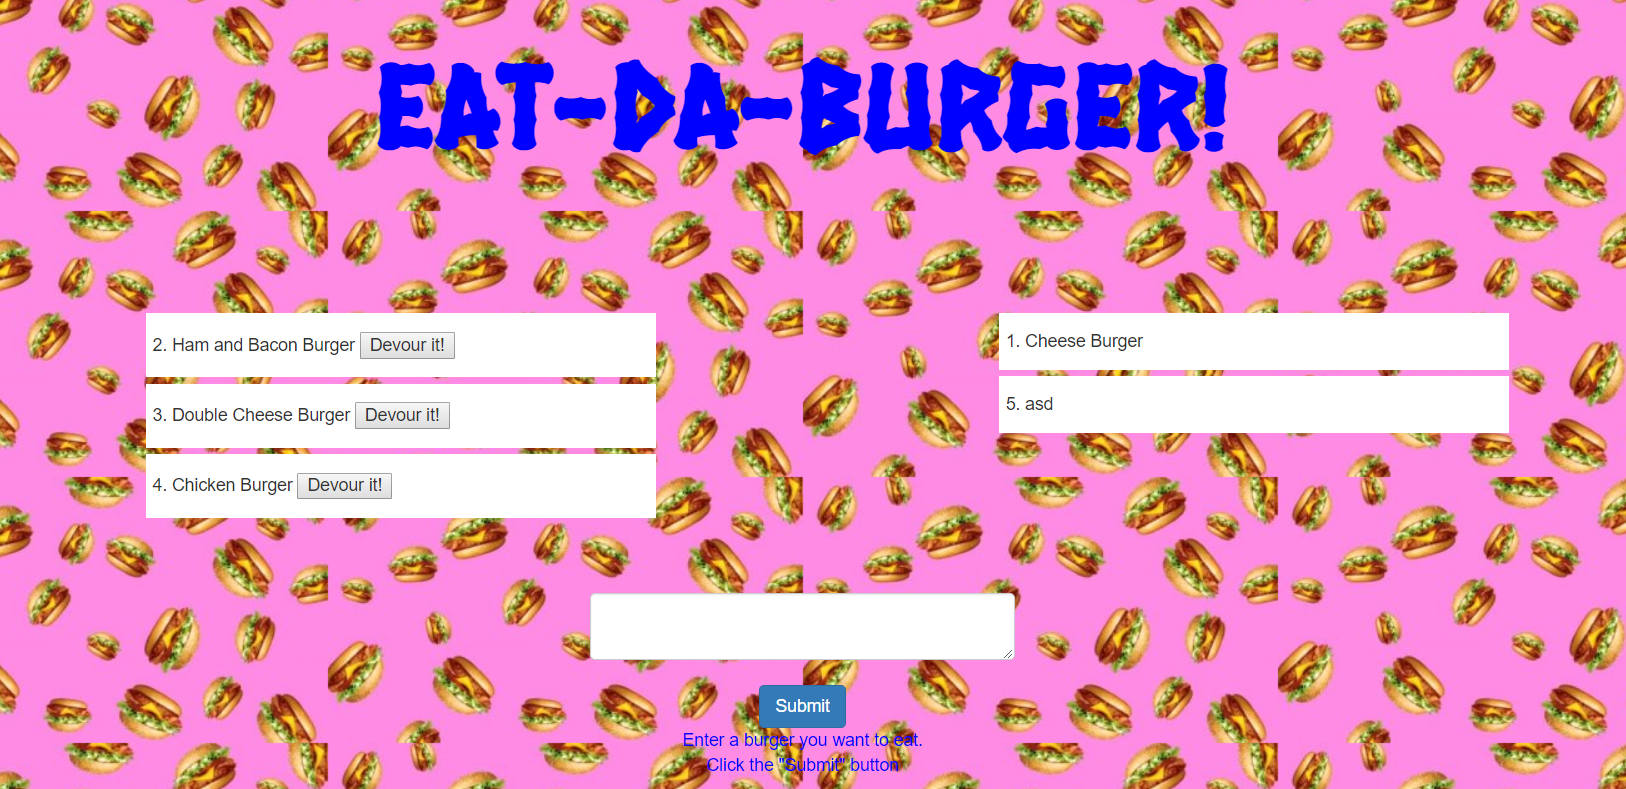 EAT-DA-BURGER!
2. Ham and Bacon Burger Devour it!
3. Double Cheese Burger Devour it!
4. Chicken Burger Devour it!
1. Cheese Burger
5. asd
Submit
Enter a burger you want to eat.
Click the "Submit" button